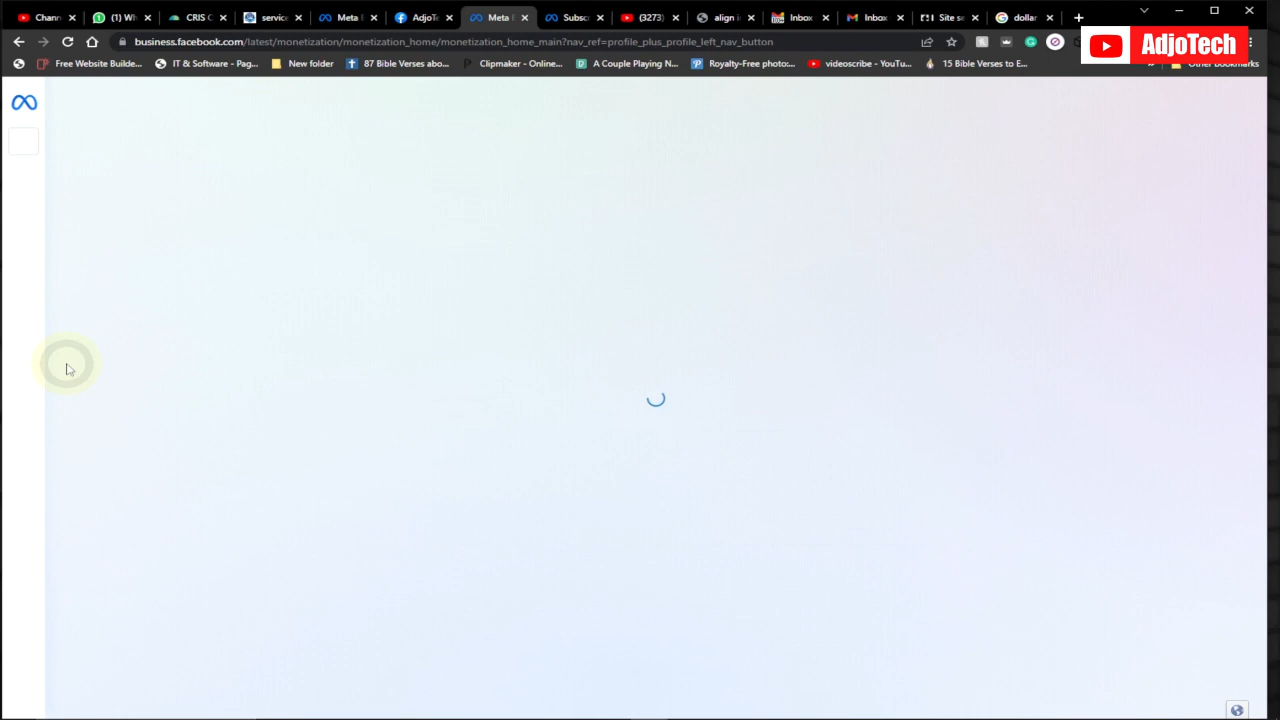 Chann (1) Wh CRIS C service Meta E AdjoTe Meta E Subsc (3273) align i Inbox Inbox Site se dollar
business.facebook.com/latest/monetization/monetization_home/monetization_home_main?nav_ref=profile_plus_profile_left_nav_button
AdjoTech
Free Website Builde... IT & Software - Pag... New folder 87 Bible Verses abo... Clipmaker - Online... A Couple Playing N... Royalty-Free photo:... videoscribe - YouTu... 15 Bible Verses to E... » Other bookmarks